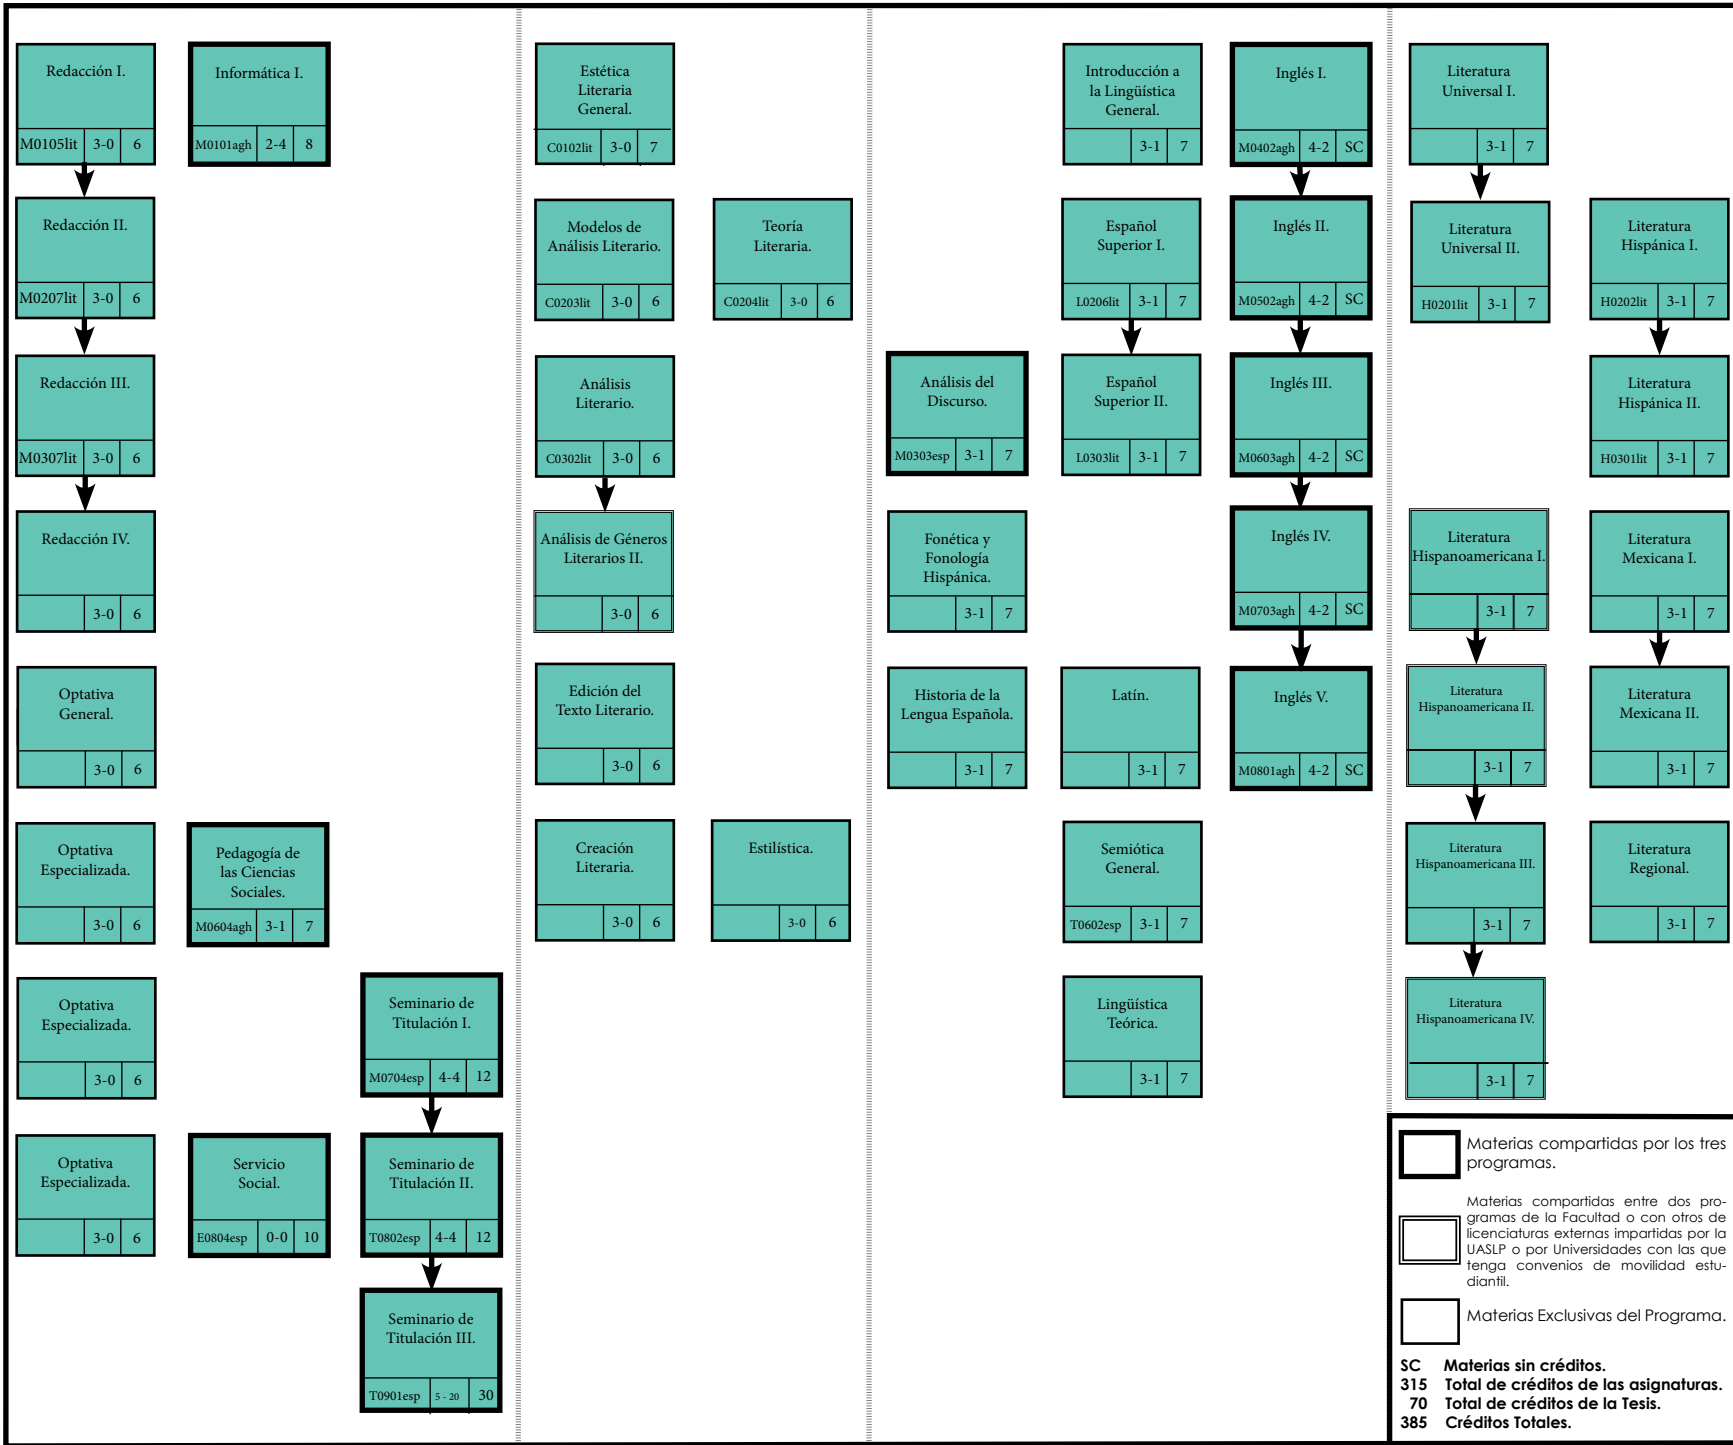 Redacción I.
M0105lit 3-0 6
Informática I.
M0101agh 2-4 8
Estética
Literaria
General.
C0102lit 3-0 7
Introducción a
la Lingüística
General.
3-1 7
Inglés I.
M0402agh 4-2 SC
Literatura
Universal I.
3-1 7
Redacción II.
M0207lit 3-0 6
Modelos de
Análisis Literario.
C0203lit 3-0 6
Teoría
Literaria.
C0204lit 3-0 6
Español
Superior I.
L0206lit 3-1 7
Inglés II.
M0502agh 4-2 SC
Literatura
Universal II.
H0201lit 3-1 7
Literatura
Hispánica I.
H0202lit 3-1 7
Redacción III.
M0307lit 3-0 6
Análisis
Literario.
C0302lit 3-0 6
Análisis del
Discurso.
M0303esp 3-1 7
Español
Superior II.
L0303lit 3-1 7
Inglés III.
M0603agh 4-2 SC
Literatura
Hispánica II.
H0301lit 3-1 7
Redacción IV.
3-0 6
Análisis de Géneros
Literarios II.
3-0 6
Fonética y
Fonología
Hispánica.
3-1 7
Inglés IV.
M0703agh 4-2 SC
Literatura
Hispanoamericana I.
3-1 7
Literatura
Mexicana I.
3-1 7
Optativa
General.
3-0 6
Edición del
Texto Literario.
3-0 6
Historia de la
Lengua Española.
3-1 7
Latín.
3-1 7
Inglés V.
M0801agh 4-2 SC
Literatura
Hispanoamericana II.
3-1 7
Literatura
Mexicana II.
3-1 7
Optativa
Especializada.
3-0 6
Pedagogía de
las Ciencias
Sociales.
M0604agh 3-1 7
Creación
Literaria.
3-0 6
Estilística.
3-0 6
Semiótica
General.
T0602esp 3-1 7
Literatura
Hispanoamericana III.
3-1 7
Literatura
Regional.
3-1 7
Optativa
Especializada.
3-0 6
Seminario de
Titulación I.
M0704esp 4-4 12
Lingüística
Teórica.
3-1 7
Literatura
Hispanoamericana IV.
3-1 7
Optativa
Especializada.
3-0 6
Servicio
Social.
E0804esp 0-0 10
Seminario de
Titulación II.
T0802esp 4-4 12
Seminario de
Titulación III.
T0901esp 5 - 20 30
Materias compartidas por los tres
programas.
Materias compartidas entre dos pro-
gramas de la Facultad o con otros de
licenciaturas externas impartidas por la
UASLP o por Universidades con las que
tenga convenios de movilidad estu-
diantil.
Materias Exclusivas del Programa.
SC Materias sin créditos.
315 Total de créditos de las asignaturas.
70 Total de créditos de la Tesis.
385 Créditos Totales.